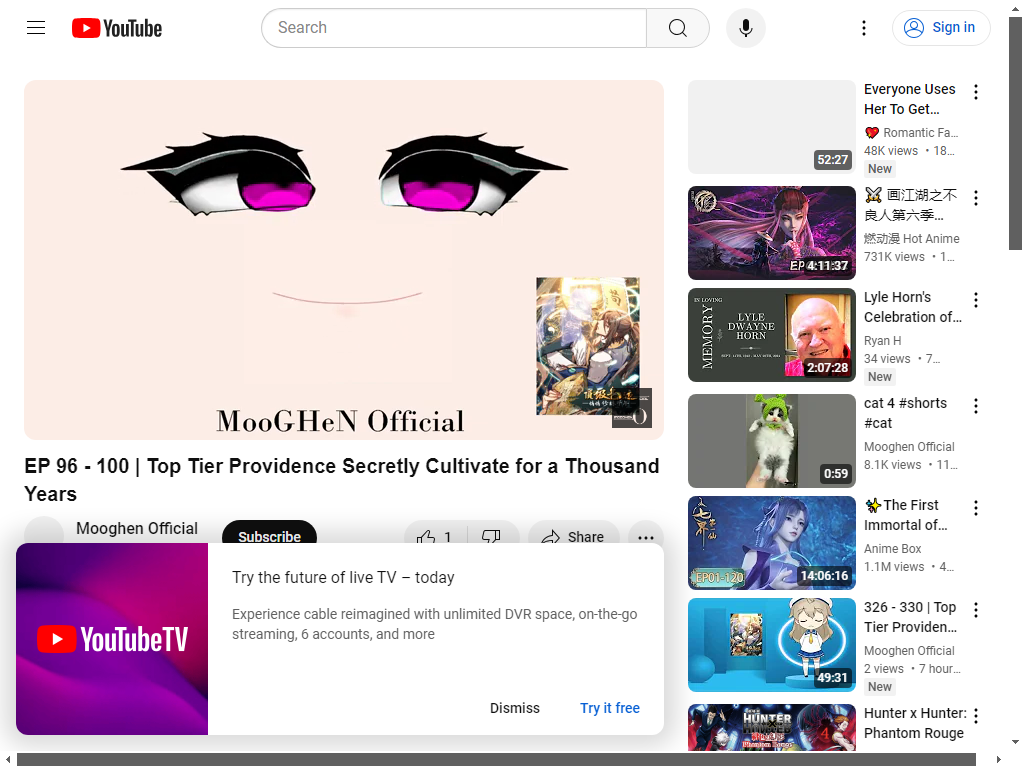 YouTube
Search
Sign in
MooGHeN Official
EP 96 - 100 | Top Tier Providence Secretly Cultivate for a Thousand
Years
Mooghen Official
Subscribe
1
Share
YouTubeTV
Try the future of live TV – today
Experience cable reimagined with unlimited DVR space, on-the-go
streaming, 6 accounts, and more
Dismiss
Try it free
52:27
Everyone Uses
Her To Get…
Romantic Fa…
48K views • 18…
New
EP 4:11:37
画江湖之不
良人第六季…
燃动漫 Hot Anime
731K views • 1…
IN LOVING
MEMORY
LYLE
DWAYNE
HORN
2:07:28
Lyle Horn's
Celebration of…
Ryan H
34 views • 7…
New
0:59
cat 4 #shorts
#cat
Mooghen Official
8.1K views • 11…
七界
仙
EP01-120
14:06:16
The First
Immortal of…
Anime Box
1.1M views • 4…
49:31
326 - 330 | Top
Tier Providen…
Mooghen Official
2 views • 7 hour…
New
HUNTER
HUNTER
Phantom Rouge
Hunter x Hunter:
Phantom Rouge